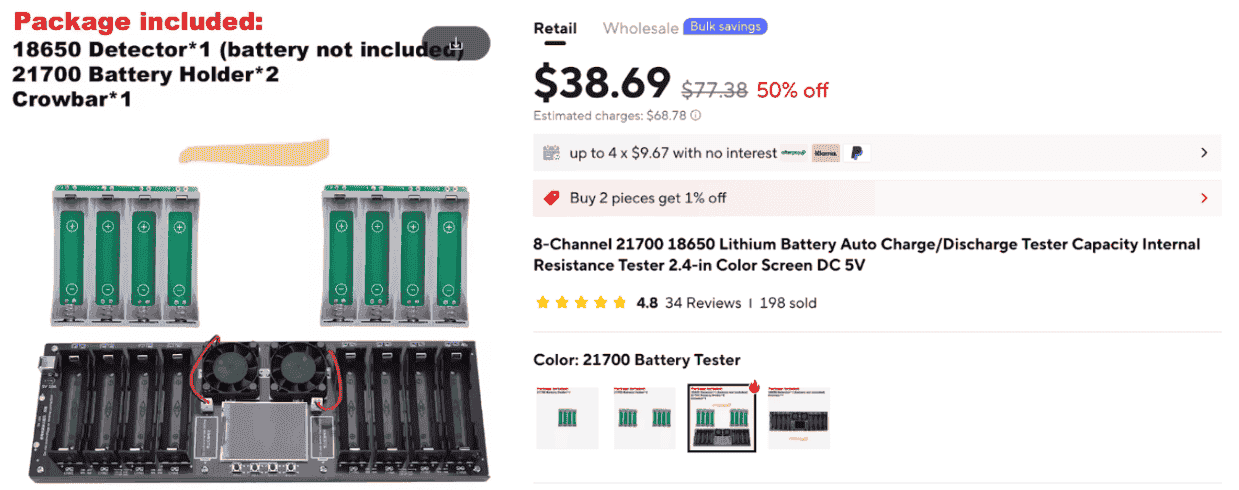 Package included:
18650 Detector*1 (battery not included)
21700 Battery Holder*2
Crowbar*1
Retail
Wholesale
Bulk savings
$38.69 $77.38 50% off
Estimated charges: $68.78
up to 4 x $9.67 with no interest afterpay Klarna.
Buy 2 pieces get 1% off
8-Channel 21700 18650 Lithium Battery Auto Charge/Discharge Tester Capacity Internal
Resistance Tester 2.4-in Color Screen DC 5V
4.8 34 Reviews | 198 sold
Color: 21700 Battery Tester